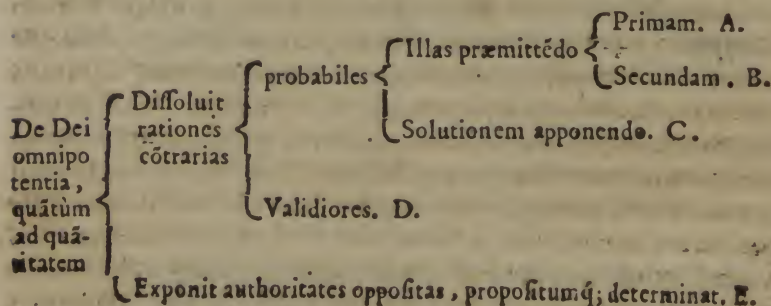 De Dei
omnipo
tentia,
quãtùm
ad quã-
titatem
Dissoluit
rationes
cõtrarias
probabiles
Illas præmittẽdo
Primam. A.
Secundam. B.
Solutionem apponendo. C.
Validiores. D.
Exponit authoritates oppositas, propositumq́; determinat. E.